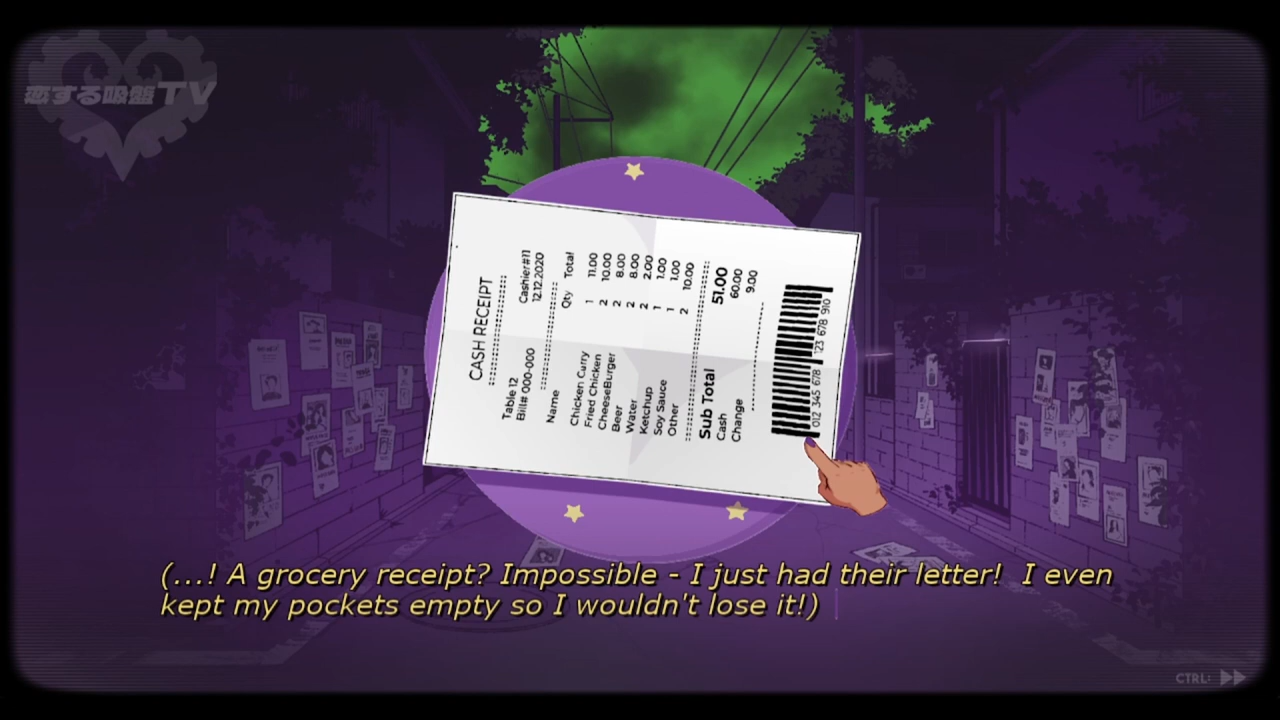 恋する吸盤TV
CASH RECEIPT
Table 12 Cashier#11
Bill# 000-000 12.12.2020
Name Qty Total
Chicken Curry 1 11.00
Fried Chicken 2 10.00
CheeseBurger 2 8.00
Beer 2 8.00
Water 2 2.00
Ketchup 1 1.00
Soy Sauce 1 1.00
Other 2 10.00
Sub Total 51.00
Cash 60.00
Change 9.00
012 345 678 123 678 910
(...! A grocery receipt? Impossible - I just had their letter! I even
kept my pockets empty so I wouldn't lose it!)
CTRL: